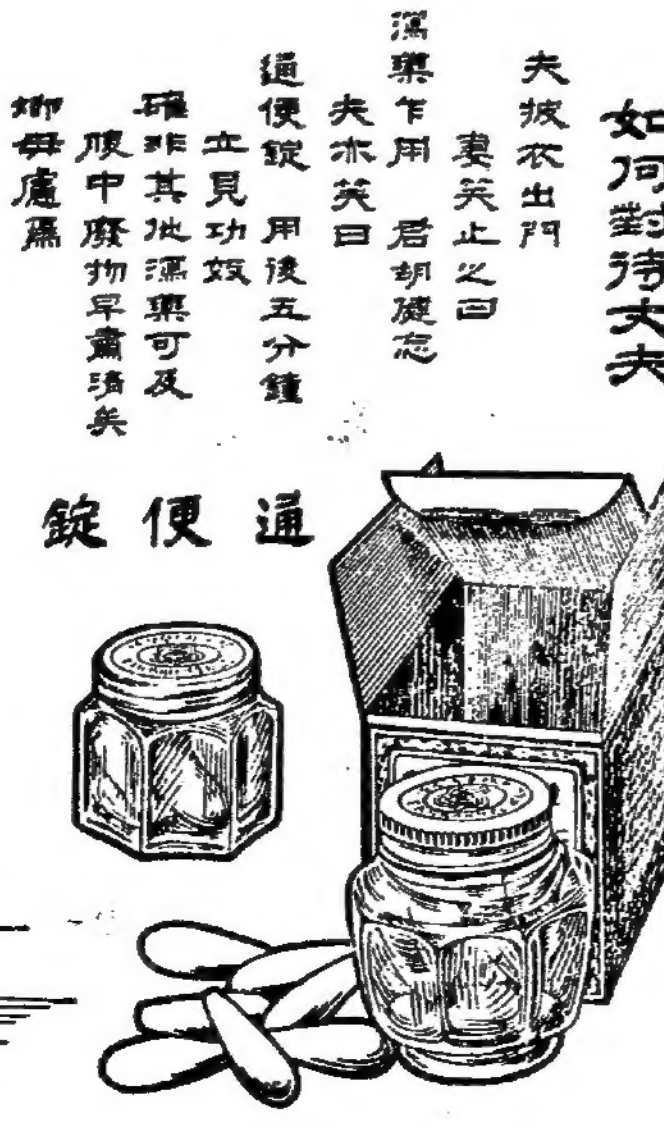 如何對待丈夫
夫披衣出門
妻笑止之曰
瀉藥乍用 君胡健忘
夫亦笑曰
通便錠 用後五分鐘
立見功效
確非其他瀉藥可及
腹中廢物早肅清矣
卿毋慮焉
通便錠